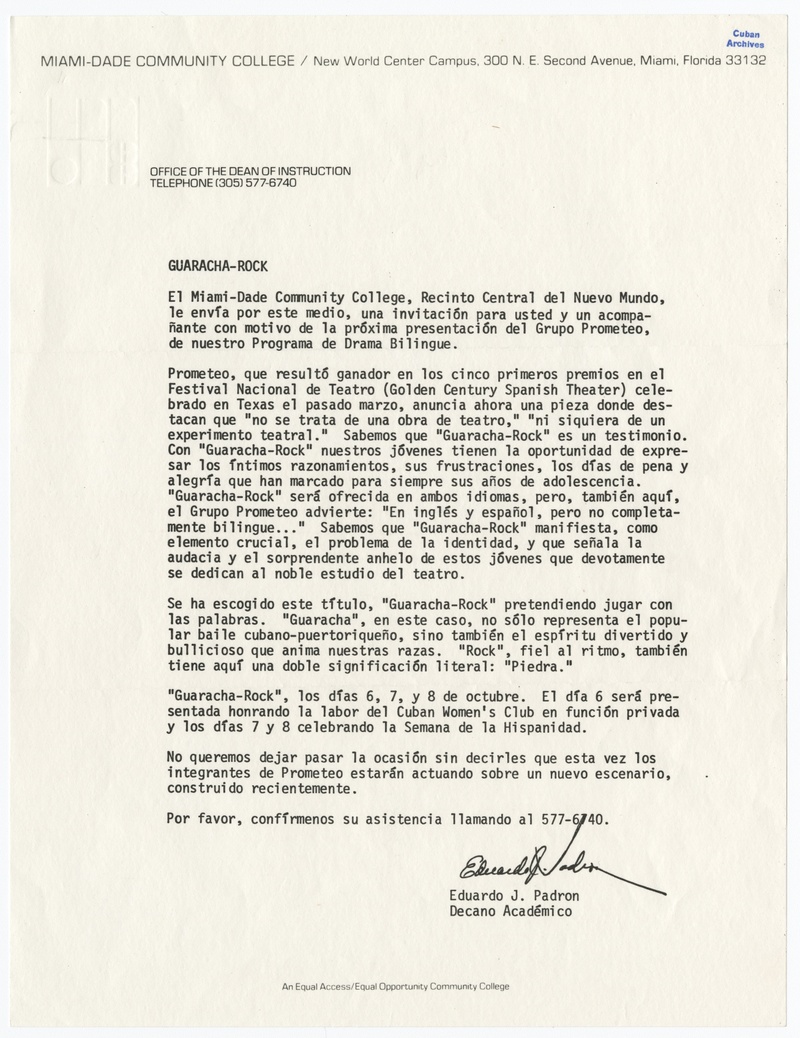 Cuban
Archives
MIAMI-DADE COMMUNITY COLLEGE / New World Center Campus, 300 N. E. Second Avenue, Miami, Florida 33132
OFFICE OF THE DEAN OF INSTRUCTION
TELEPHONE (305) 577-6740
GUARACHA-ROCK
El Miami-Dade Community College, Recinto Central del Nuevo Mundo,
le envía por este medio, una invitación para usted y un acompa-
ñante con motivo de la próxima presentación del Grupo Prometeo,
de nuestro Programa de Drama Bilingue.
Prometeo, que resultó ganador en los cinco primeros premios en el
Festival Nacional de Teatro (Golden Century Spanish Theater) cele-
brado en Texas el pasado marzo, anuncia ahora una pieza donde des-
tacan que "no se trata de una obra de teatro," "ni siquiera de un
experimento teatral."  Sabemos que "Guaracha-Rock" es un testimonio.
Con "Guaracha-Rock" nuestros jóvenes tienen la oportunidad de expre-
sar los íntimos razonamientos, sus frustraciones, los días de pena y
alegría que han marcado para siempre sus años de adolescencia.
"Guaracha-Rock" será ofrecida en ambos idiomas, pero, también aquí,
el Grupo Prometeo advierte: "En inglés y español, pero no completa-
mente bilingue..."  Sabemos que "Guaracha-Rock" manifiesta, como
elemento crucial, el problema de la identidad, y que señala la
audacia y el sorprendente anhelo de estos jóvenes que devotamente
se dedican al noble estudio del teatro.
Se ha escogido este título, "Guaracha-Rock" pretendiendo jugar con
las palabras.  "Guaracha", en este caso, no sólo representa el popu-
lar baile cubano-puertoriqueño, sino también el espíritu divertido y
bullicioso que anima nuestras razas.  "Rock", fiel al ritmo, también
tiene aquí una doble significación literal: "Piedra."
"Guaracha-Rock", los días 6, 7, y 8 de octubre.  El día 6 será pre-
sentada honrando la labor del Cuban Women's Club en función privada
y los días 7 y 8 celebrando la Semana de la Hispanidad.
No queremos dejar pasar la ocasión sin decirles que esta vez los
integrantes de Prometeo estarán actuando sobre un nuevo escenario,
construido recientemente.
Por favor, confírmenos su asistencia llamando al 577-6740.
Eduardo J. Padron
Eduardo J. Padron
Decano Académico
An Equal Access/Equal Opportunity Community College